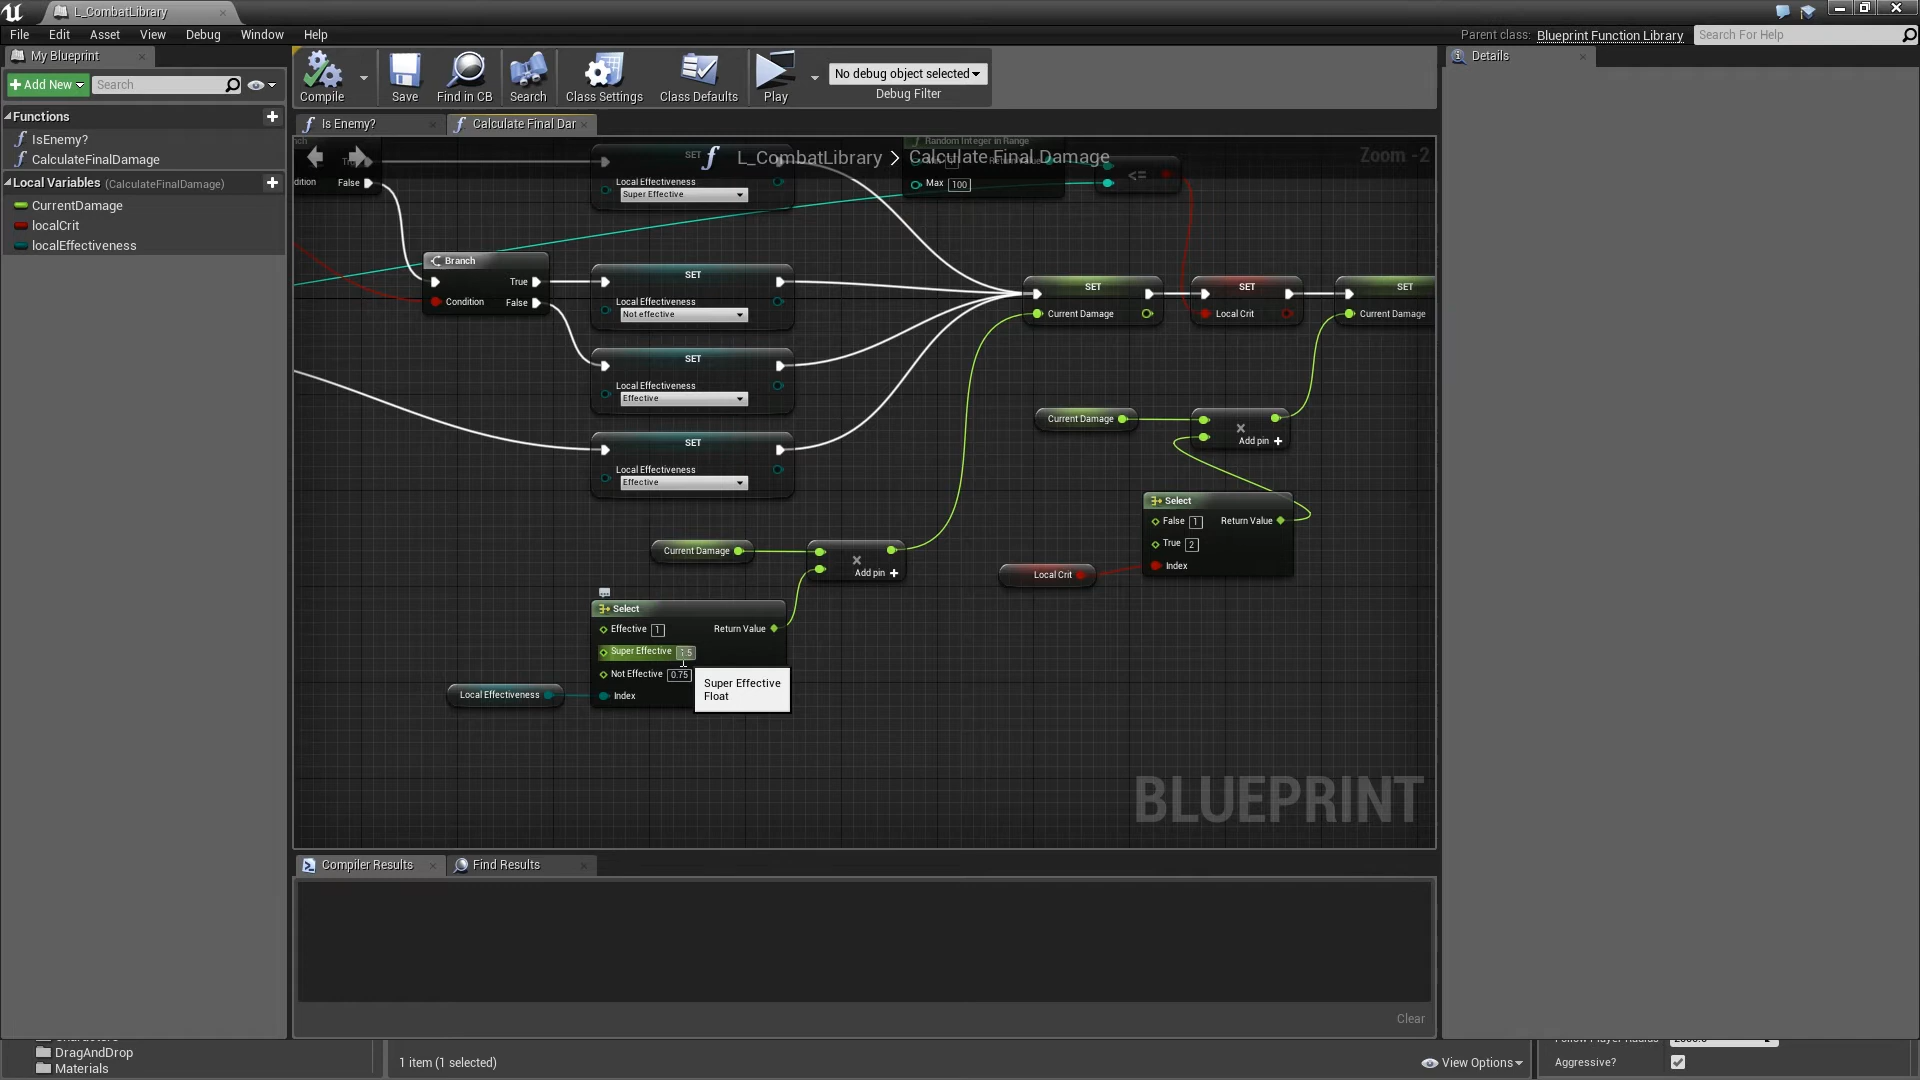 L_CombatLibrary
File Edit Asset View Debug Window Help
Parent class: Blueprint Function Library
Search For Help
My Blueprint
Add New
Search
Functions
IsEnemy?
CalculateFinalDamage
Local Variables (CalculateFinalDamage)
CurrentDamage
localCrit
localEffectiveness
Compile
Save
Find in CB
Search
Class Settings
Class Defaults
Play
No debug object selected
Debug Filter
Details
Is Enemy?
Calculate Final Dar
L_CombatLibrary > Calculate Final Damage
Zoom -2
Random Integer in Range
Max 100
<=
False
SET
Local Effectiveness
Super Effective
Branch
True
Condition
False
SET
Local Effectiveness
Not effective
SET
Local Effectiveness
Effective
SET
Local Effectiveness
Effective
SET
Current Damage
SET
Local Crit
SET
Current Damage
Current Damage
Add pin +
Select
False 1
Return Value
True 2
Index
Local Crit
Current Damage
Add pin +
Select
Effective 1
Return Value
Super Effective
Not Effective 0.75
Index
Local Effectiveness
Super Effective
Float
BLUEPRINT
Compiler Results
Find Results
Clear
DragAndDrop
Materials
1 item (1 selected)
View Options
Aggressive?